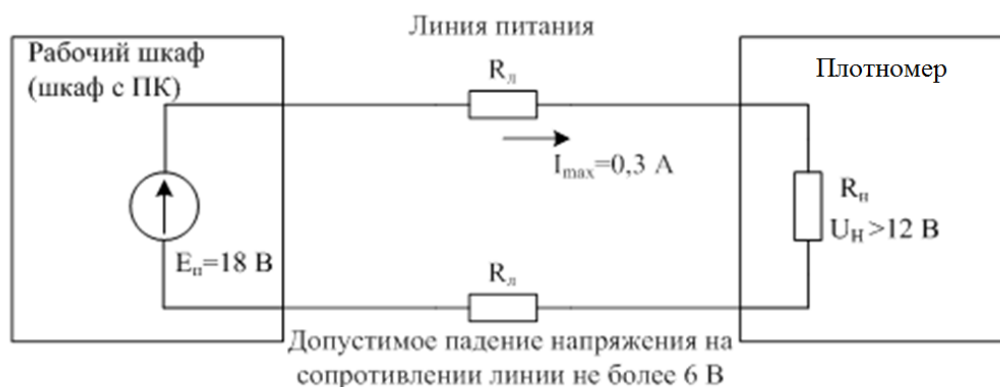 Линия питания
Рабочий шкаф
(шкаф с ПК)
Rл
Плотномер
Imax=0,3 А
Rн
UН >12 В
Eп=18 В
Rл
Допустимое падение напряжения на
сопротивлении линии не более 6 В